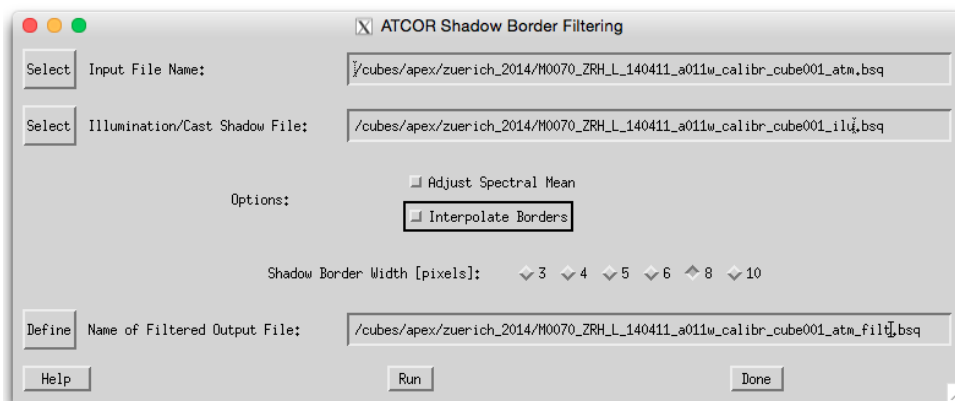 ATCOR Shadow Border Filtering
Select Input File Name: /cubes/apex/zuerich_2014/M0070_ZRH_L_140411_a011w_calibr_cube001_atm.bsq
Select Illumination/Cast Shadow File: /cubes/apex/zuerich_2014/M0070_ZRH_L_140411_a011w_calibr_cube001_ilu.bsq
Adjust Spectral Mean
Options:
Interpolate Borders
Shadow Border Width [pixels]: 3 4 5 6 8 10
Define Name of Filtered Output File: /cubes/apex/zuerich_2014/M0070_ZRH_L_140411_a011w_calibr_cube001_atm_filt.bsq
Help Run Done